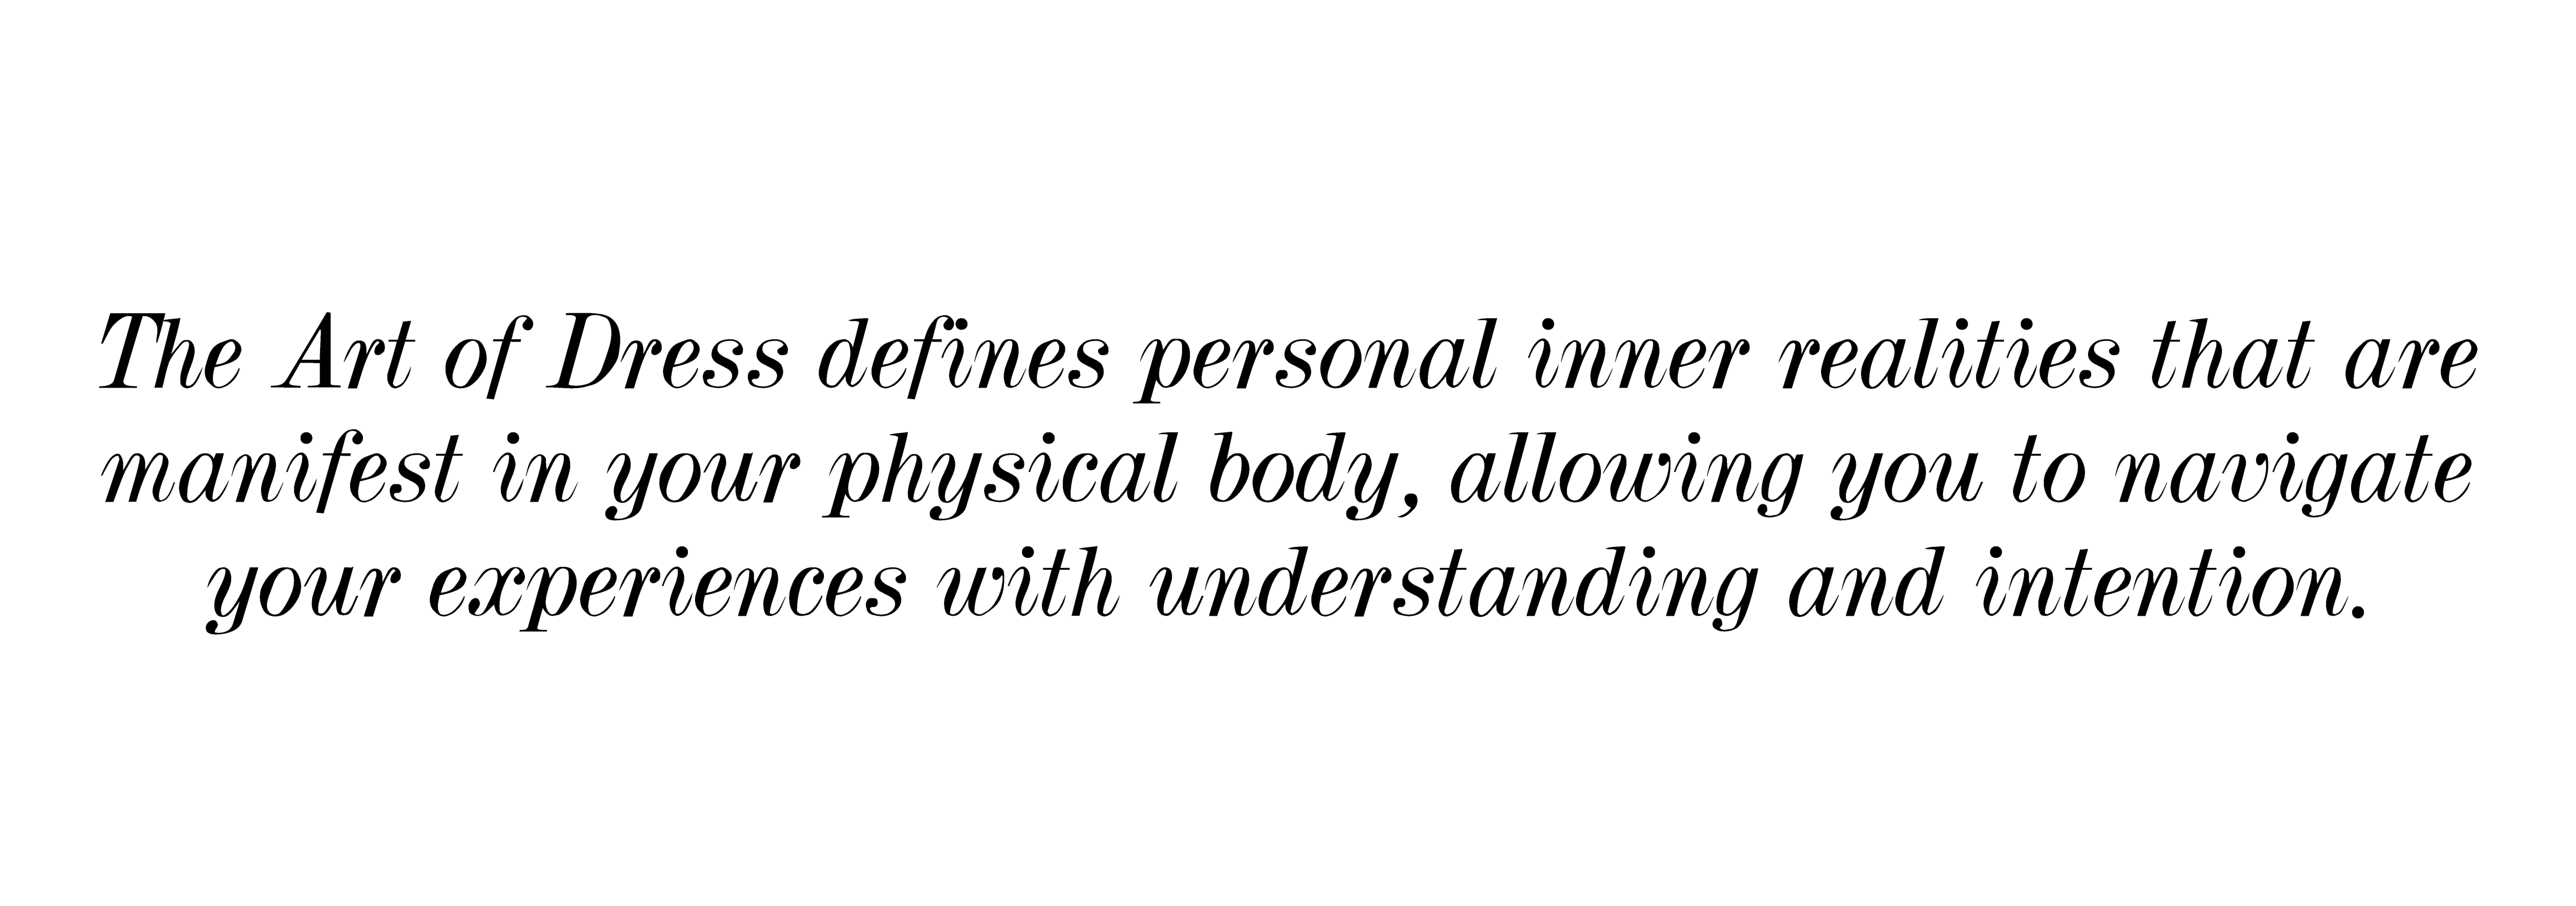 The Art of Dress defines personal inner realities that are
manifest in your physical body, allowing you to navigate
your experiences with understanding and intention.